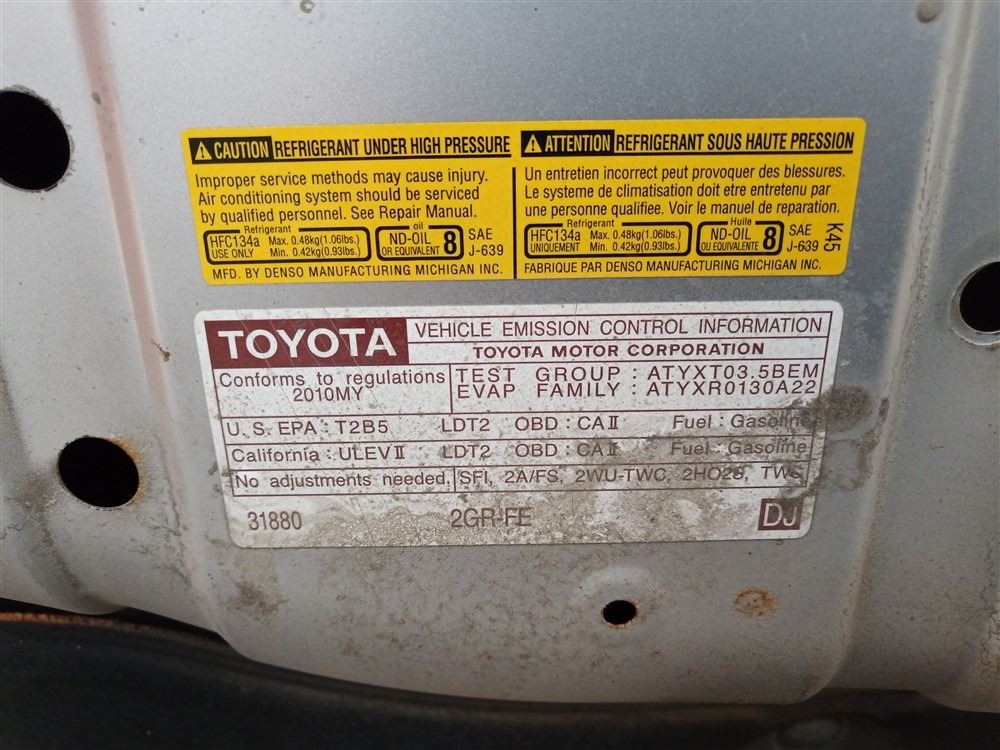 CAUTION REFRIGERANT UNDER HIGH PRESSURE
Improper service methods may cause injury.
Air conditioning system should be serviced
by qualified personnel. See Repair Manual.
Refrigerant
HFC134a Max. 0.48kg(1.06lbs.)
USE ONLY Min. 0.42kg(0.93lbs.)
oil
ND-OIL 8
OR EQUIVALENT
SAE
J-639
MFD. BY DENSO MANUFACTURING MICHIGAN INC.
ATTENTION REFRIGERANT SOUS HAUTE PRESSION
Un entretien incorrect peut provoquer des blessures.
Le systeme de climatisation doit etre entretenu par
une personne qualifiee. Voir le manuel de reparation.
Refrigerant
HFC134a Max. 0.48kg(1.06lbs.)
UNIQUEMENT Min. 0.42kg(0.93lbs.)
Huile
ND-OIL 8
OU EQUIVALENTE
SAE
J-639
K45
FABRIQUE PAR DENSO MANUFACTURING MICHIGAN INC.
TOYOTA
VEHICLE EMISSION CONTROL INFORMATION
TOYOTA MOTOR CORPORATION
Conforms to regulations
2010MY
TEST GROUP : ATYXT03.5BEM
EVAP FAMILY : ATYXR0130A22
U.S. EPA : T2B5 LDT2 OBD : CAⅡ Fuel : Gasoline
California : ULEVⅡ LDT2 OBD : CAⅡ Fuel : Gasoline
No adjustments needed. SFI, 2A/FS, 2WU-TWC, 2HO2S, TWC
31880 2GR-FE DJ